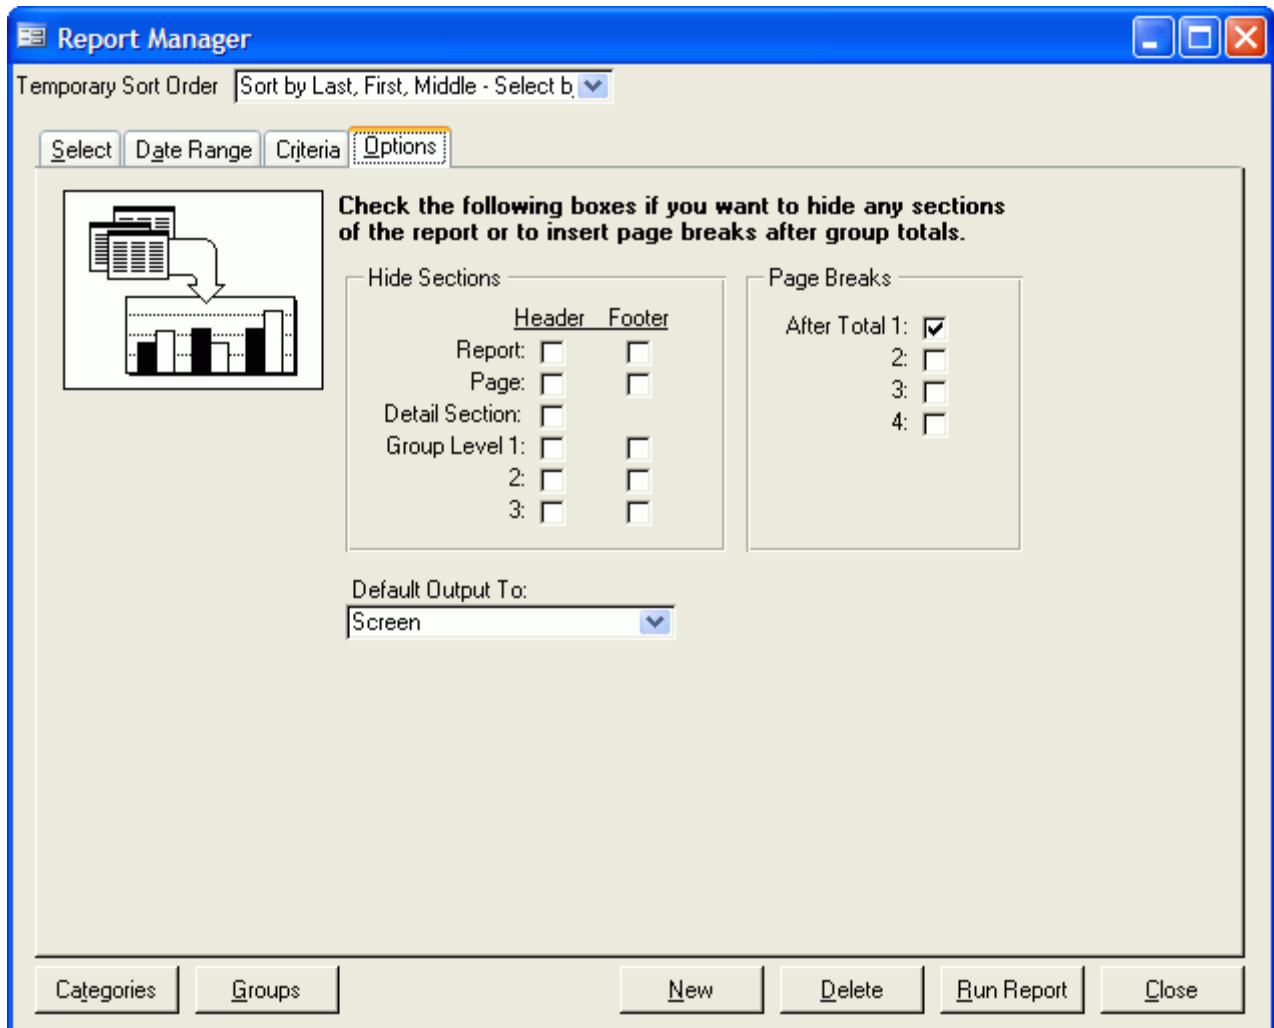 Report Manager
Temporary Sort Order Sort by Last, First, Middle - Select b
Select Date Range Criteria Options
Check the following boxes if you want to hide any sections
of the report or to insert page breaks after group totals.
Hide Sections
Header Footer
Report:
Page:
Detail Section:
Group Level 1:
2:
3:
Page Breaks
After Total 1:
2:
3:
4:
Default Output To:
Screen
Categories Groups New Delete Run Report Close